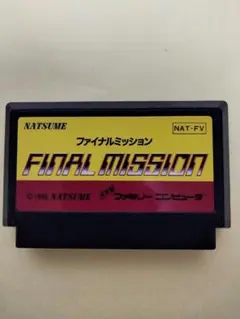 NATSUME
ファイナルミッション
NAT-FV
FINAL MISSION
© '90 NATSUME
ファミリーコンピュータ